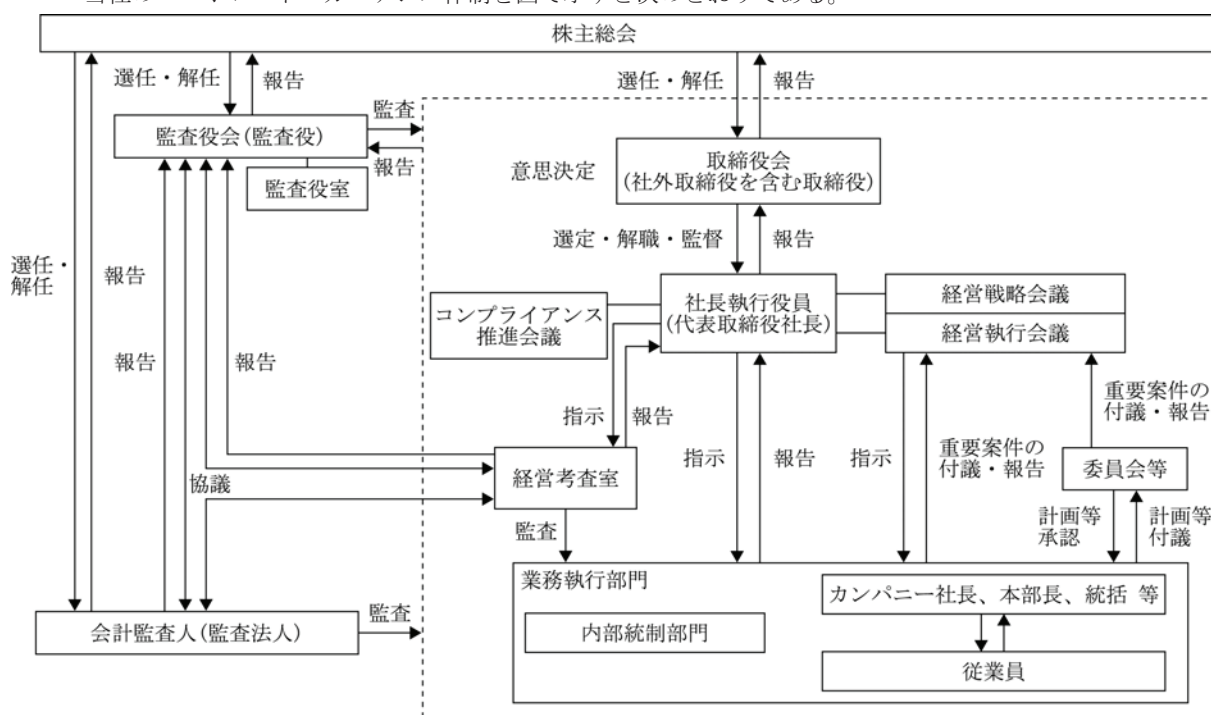 株主総会
選任・解任
報告
選任・解任
報告
監査
監査役会(監査役)
報告
監査役室
意思決定
取締役会
(社外取締役を含む取締役)
選定・解職・監督
報告
選任・
解任
報告
コンプライアンス
推進会議
社長執行役員
(代表取締役社長)
経営戦略会議
経営執行会議
報告
報告
指示
報告
指示
報告
指示
重要案件の
付議・報告
重要案件の
付議・報告
経営考査室
委員会等
協議
監査
計画等
承認
計画等
付議
業務執行部門
カンパニー社長、本部長、統括 等
内部統制部門
従業員
会計監査人(監査法人)
監査